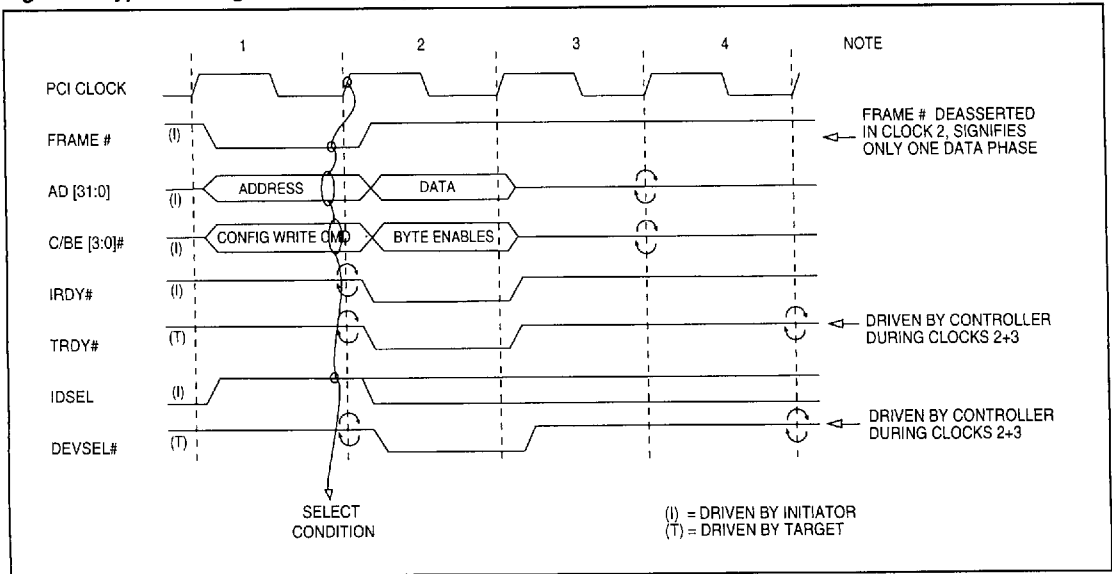 1 2 3 4 NOTE
PCI CLOCK
FRAME # (I)
FRAME # DEASSERTED
IN CLOCK 2, SIGNIFIES
ONLY ONE DATA PHASE
AD [31:0] (I) ADDRESS DATA
C/BE [3:0]# (I) CONFIG WRITE CMD BYTE ENABLES
IRDY# (I)
TRDY# (T)
DRIVEN BY CONTROLLER
DURING CLOCKS 2+3
IDSEL (I)
DEVSEL# (T)
DRIVEN BY CONTROLLER
DURING CLOCKS 2+3
SELECT
CONDITION
(I) = DRIVEN BY INITIATOR
(T) = DRIVEN BY TARGET